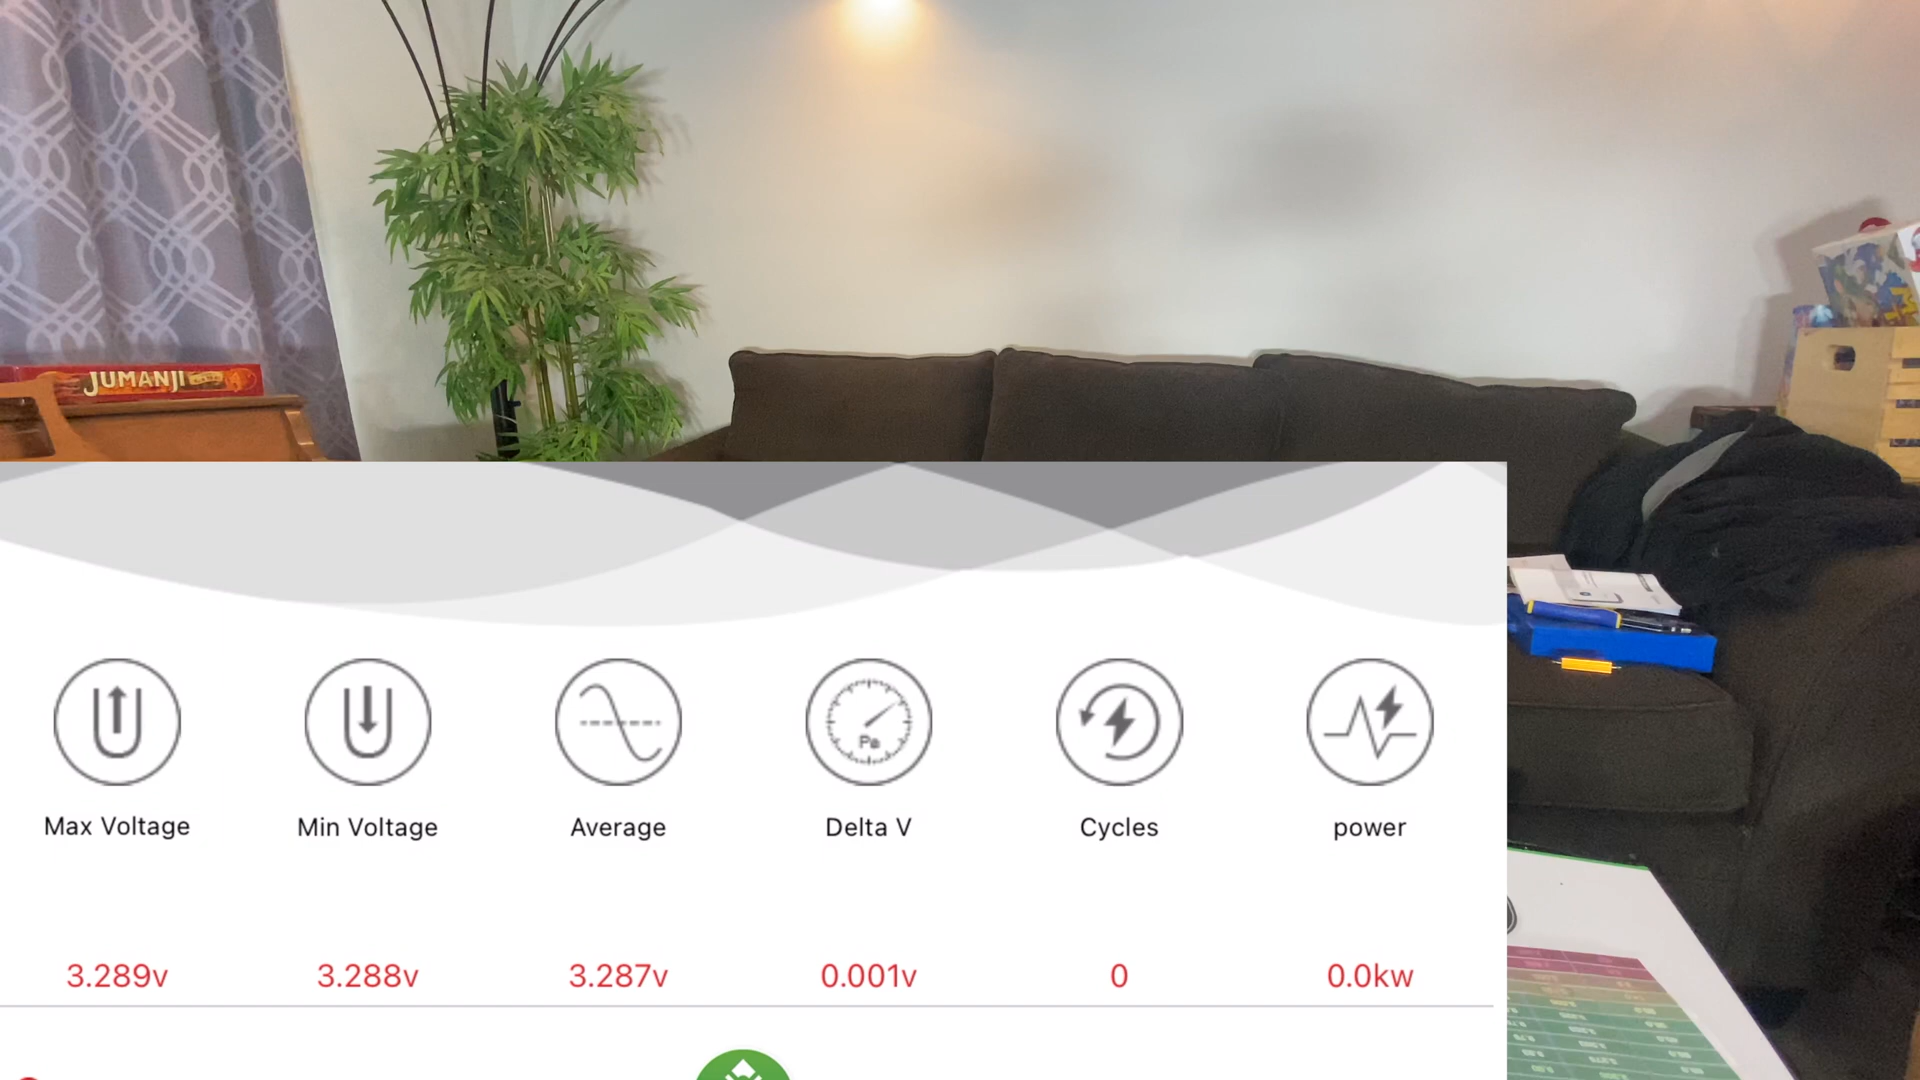 JUMANJI
Pa
Max Voltage
Min Voltage
Average
Delta V
Cycles
power
3.289v
3.288v
3.287v
0.001v
0
0.0kw